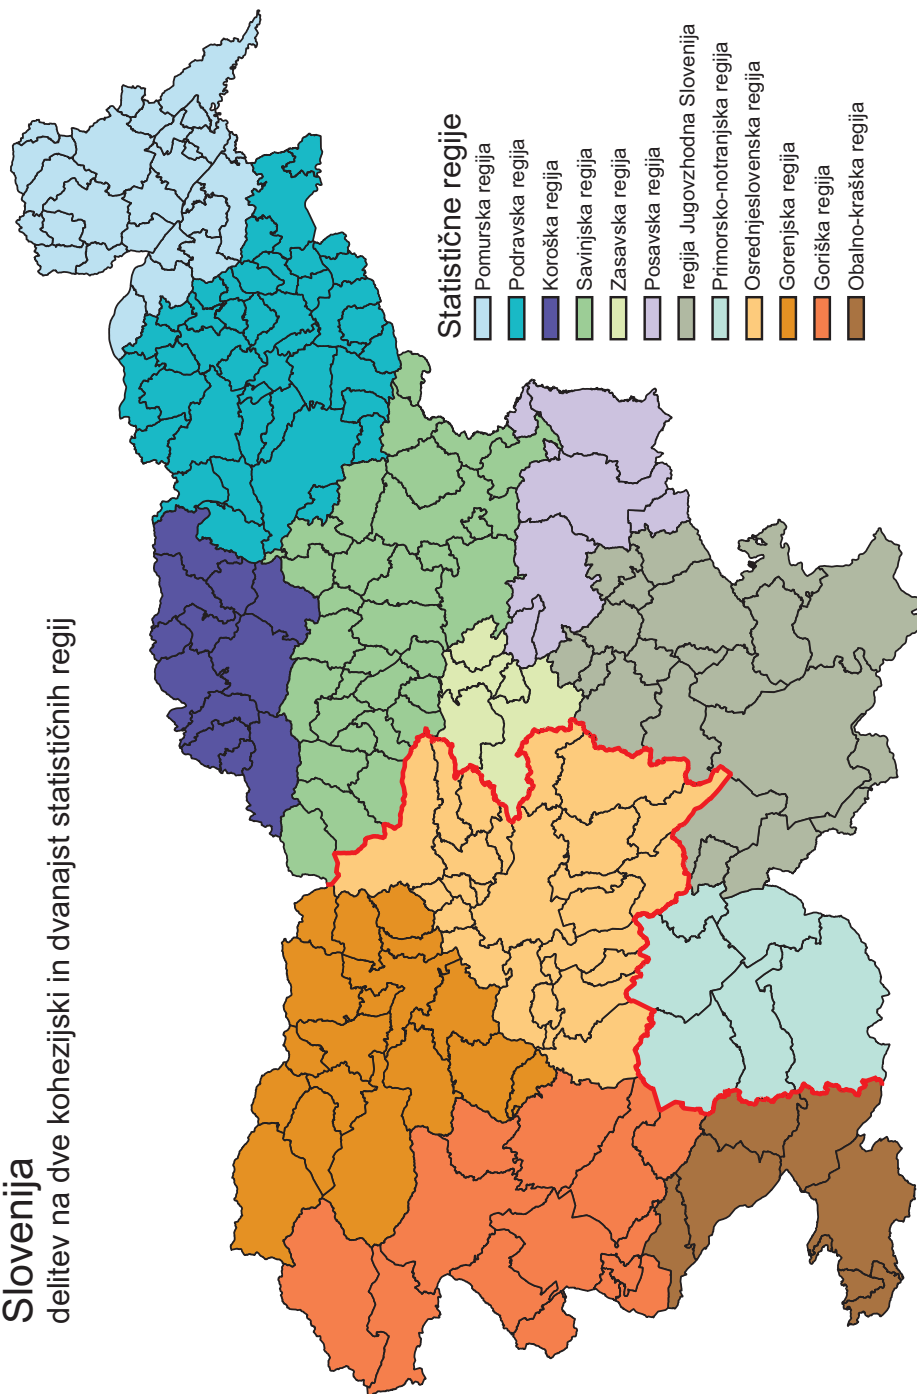 Slovenija
delitev na dve kohezijski in dvanajst statističnih regij
Statistične regije
Pomurska regija
Podravska regija
Koroška regija
Savinjska regija
Zasavska regija
Posavska regija
regija Jugovzhodna Slovenija
Primorsko-notranjska regija
Osrednjeslovenska regija
Gorenjska regija
Goriška regija
Obalno-kraška regija